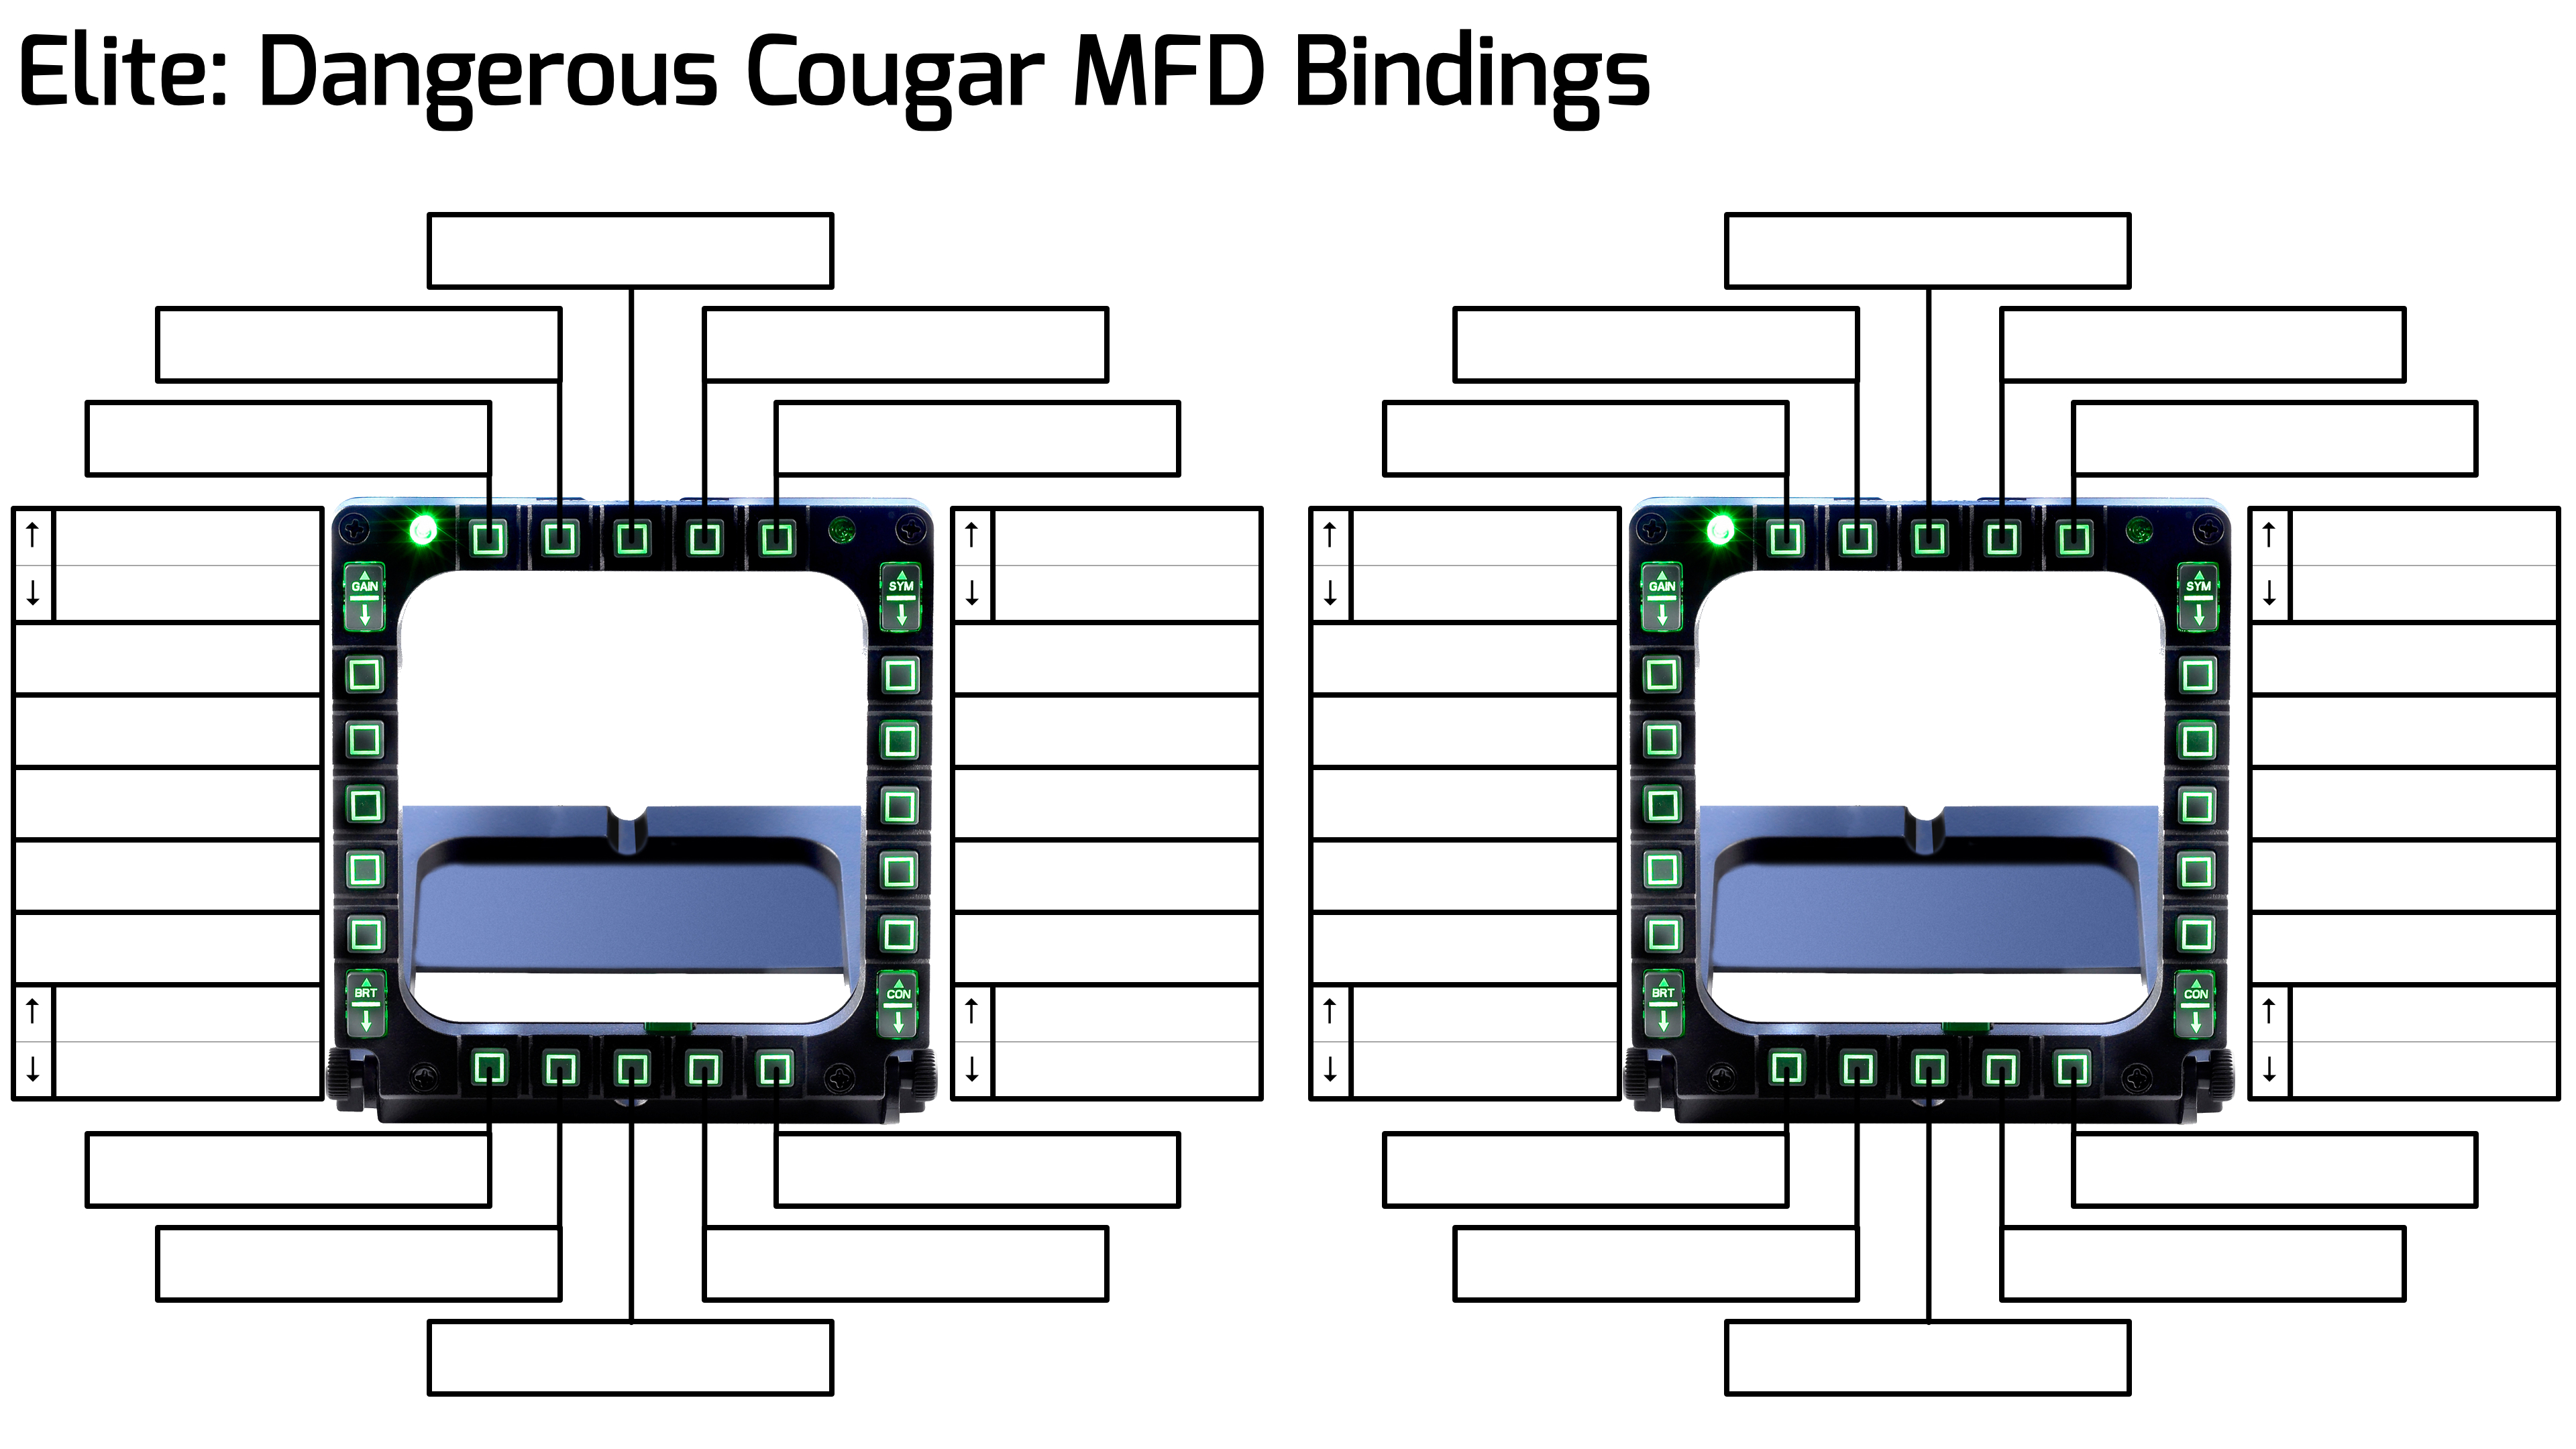 Elite: Dangerous Cougar MFD Bindings
↑ ↑ ↑ ↑
GAIN SYM GAIN SYM
↓ ↓ ↓ ↓
↑ ↑ ↑ ↑
BRT CON BRT CON
↓ ↓ ↓ ↓